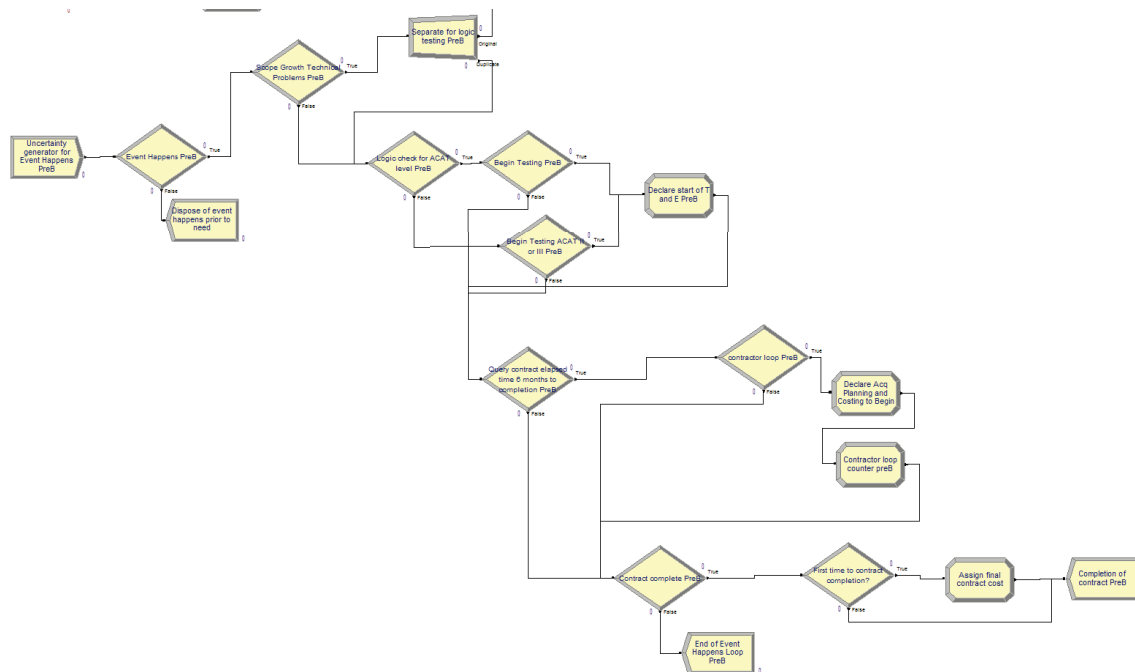 Separate for logic
testing PreB
Original
Duplicate
Scope Growth Technical
Problems PreB
True
False
Uncertainty
generator for
Event Happens
PreB
Event Happens PreB
True
False
Dispose of event
happens prior to
need
Logic check for ACAT
level PreB
True
False
Begin Testing PreB
True
False
Declare start of T
and E PreB
Begin Testing ACAT II
or III PreB
True
False
Query contract elapsed
time 6 months to
completion PreB
True
False
contractor loop PreB
True
False
Declare Acq
Planning and
Costing to Begin
Contractor loop
counter preB
Contract complete PreB
True
False
First time to contract
completion?
True
False
Assign final
contract cost
Completion of
contract PreB
End of Event
Happens Loop
PreB